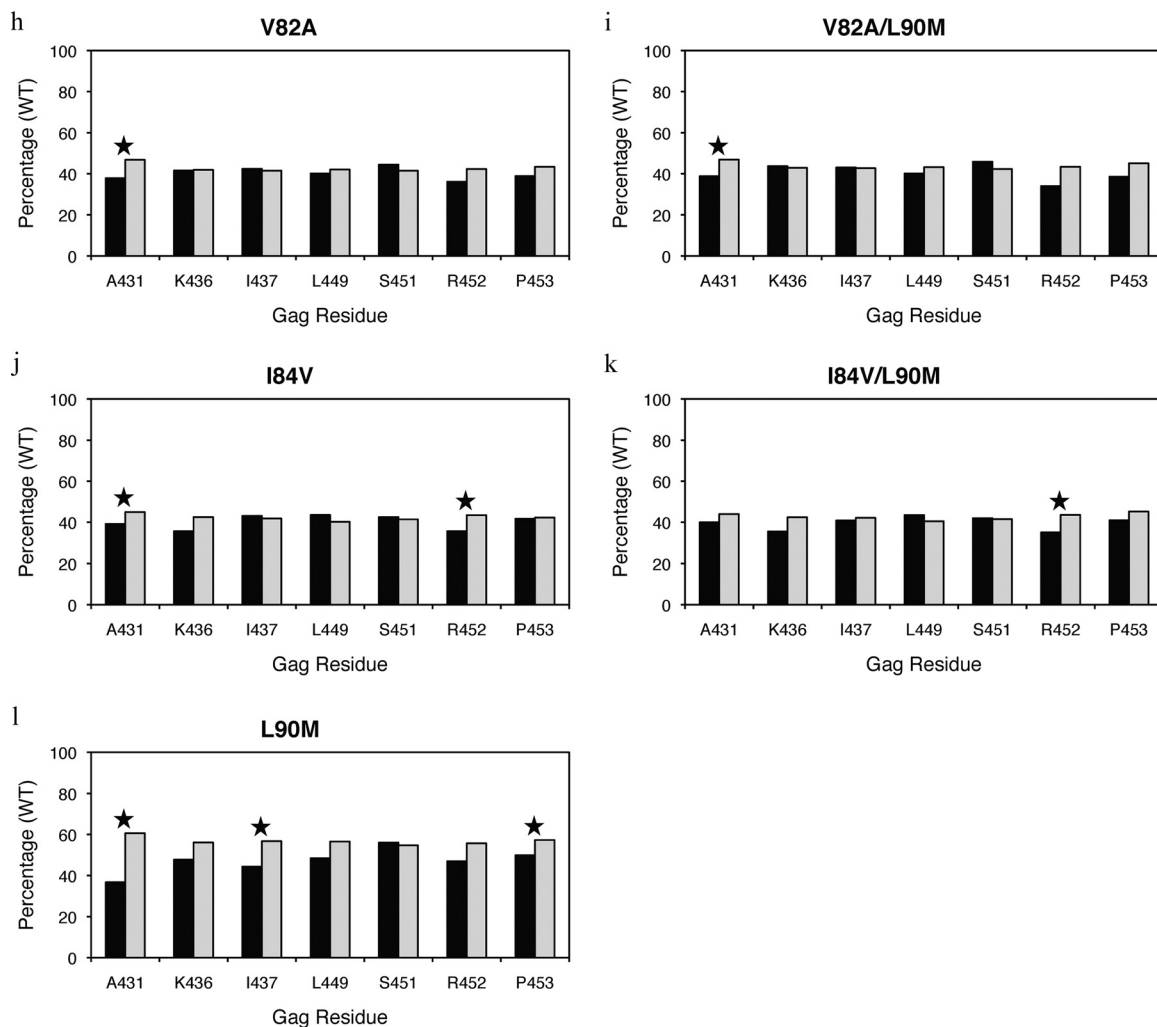 h
V82A
100
80
60
40
20
0
Percentage (WT)
A431 K436 I437 L449 S451 R452 P453
Gag Residue
i
V82A/L90M
100
80
60
40
20
0
Percentage (WT)
A431 K436 I437 L449 S451 R452 P453
Gag Residue
j
I84V
100
80
60
40
20
0
Percentage (WT)
A431 K436 I437 L449 S451 R452 P453
Gag Residue
k
I84V/L90M
100
80
60
40
20
0
Percentage (WT)
A431 K436 I437 L449 S451 R452 P453
Gag Residue
l
L90M
100
80
60
40
20
0
Percentage (WT)
A431 K436 I437 L449 S451 R452 P453
Gag Residue